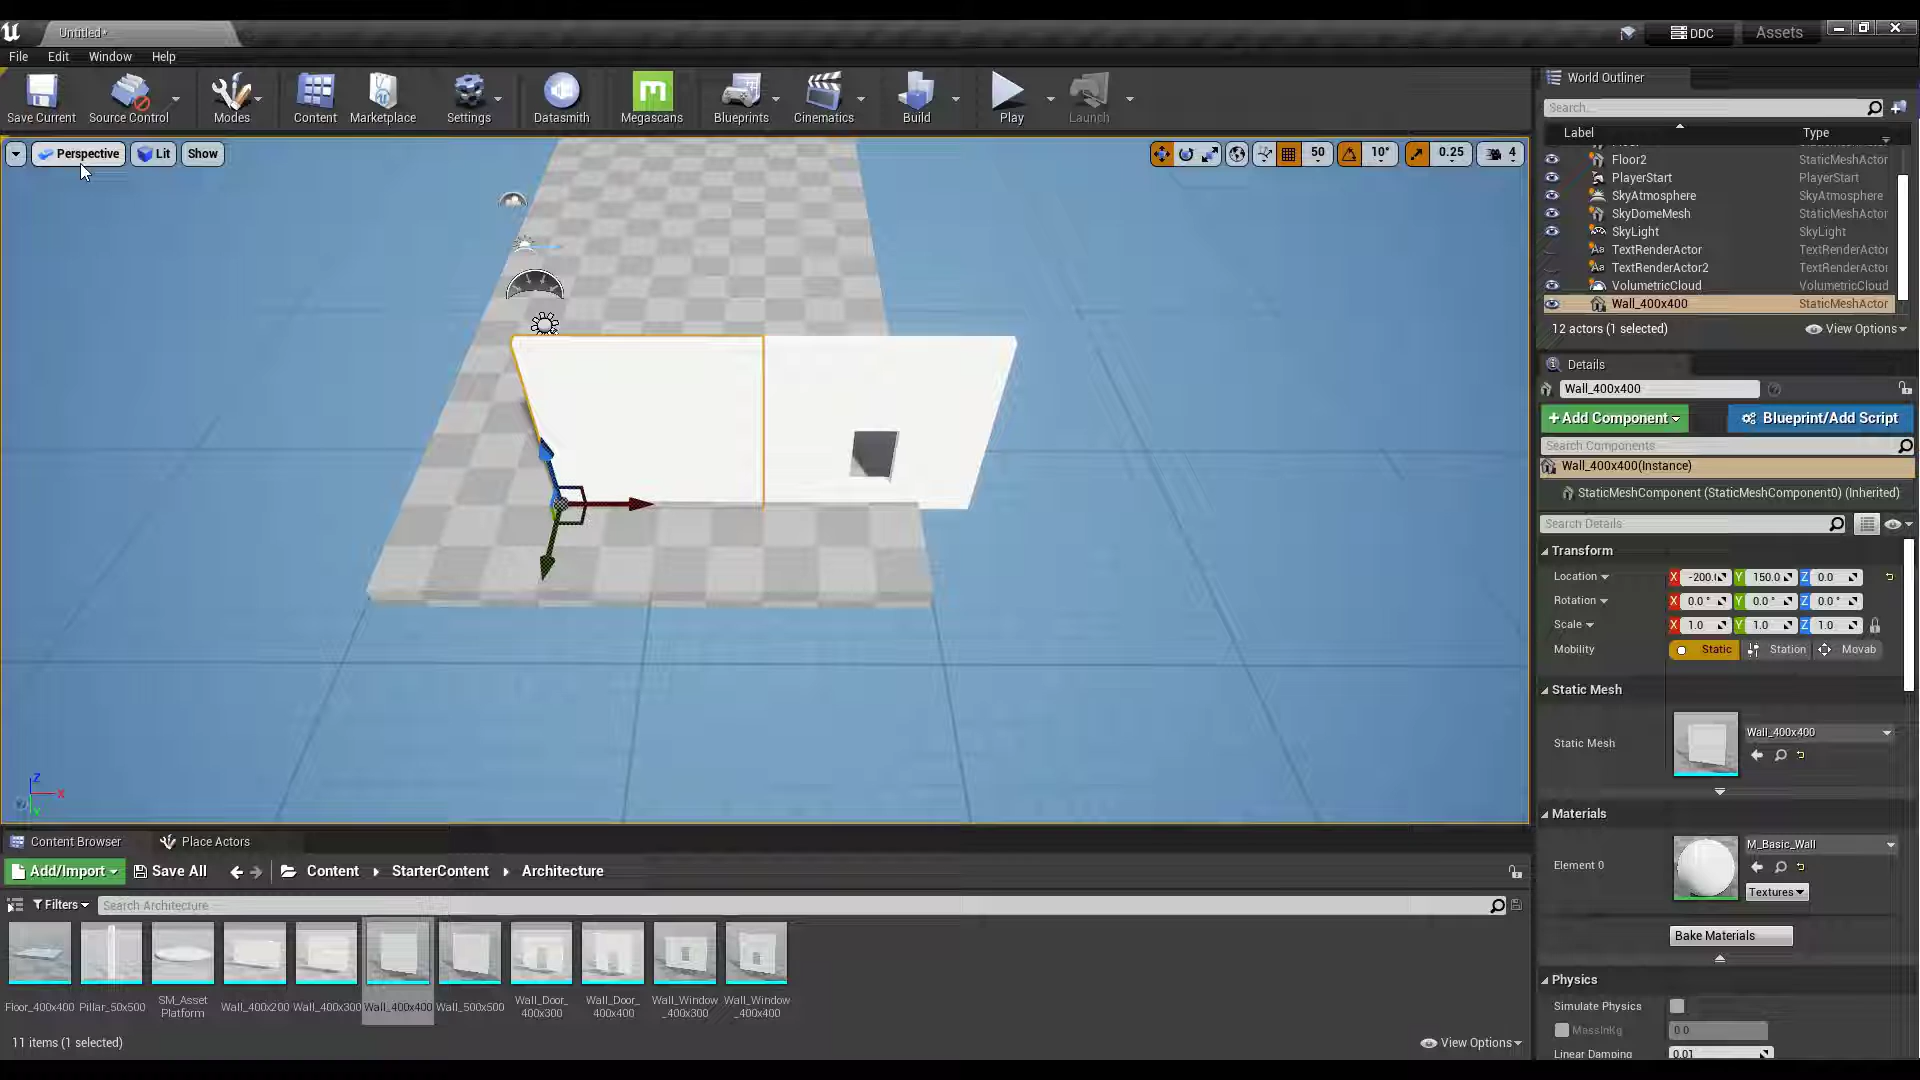 Untitled*
DDC
Assets
File Edit Window Help
Save Current Source Control Modes Content Marketplace Settings Datasmith Megascans Blueprints Cinematics Build Play Launch
Perspective Lit Show
50 10° 0.25 4
World Outliner
Search...
Label Type
Floor2 StaticMeshActor
PlayerStart PlayerStart
SkyAtmosphere SkyAtmosphere
SkyDomeMesh StaticMeshActor
SkyLight SkyLight
TextRenderActor TextRenderActor
TextRenderActor2 TextRenderActor
VolumetricCloud VolumetricCloud
Wall_400x400 StaticMeshActor
12 actors (1 selected) View Options
Details
Wall_400x400
+Add Component Blueprint/Add Script
Search Components
Wall_400x400(Instance)
StaticMeshComponent (StaticMeshComponent0) (Inherited)
Search Details
Transform
Location X -200.( Y 150.0 Z 0.0
Rotation X 0.0 ° Y 0.0 ° Z 0.0 °
Scale X 1.0 Y 1.0 Z 1.0
Mobility Static Station Movab
Static Mesh
Static Mesh Wall_400x400
Materials
Element 0 M_Basic_Wall
Textures
Bake Materials
Physics
Simulate Physics
MassInKg 0.0
Linear Damping 0.01
Z X Y
Content Browser Place Actors
Add/Import Save All Content StarterContent Architecture
Filters Search Architecture
Floor_400x400 Pillar_50x500 SM_Asset Platform Wall_400x200 Wall_400x300 Wall_400x400 Wall_500x500 Wall_Door_ 400x300 Wall_Door_ 400x400 Wall_Window _400x300 Wall_Window _400x400
11 items (1 selected) View Options